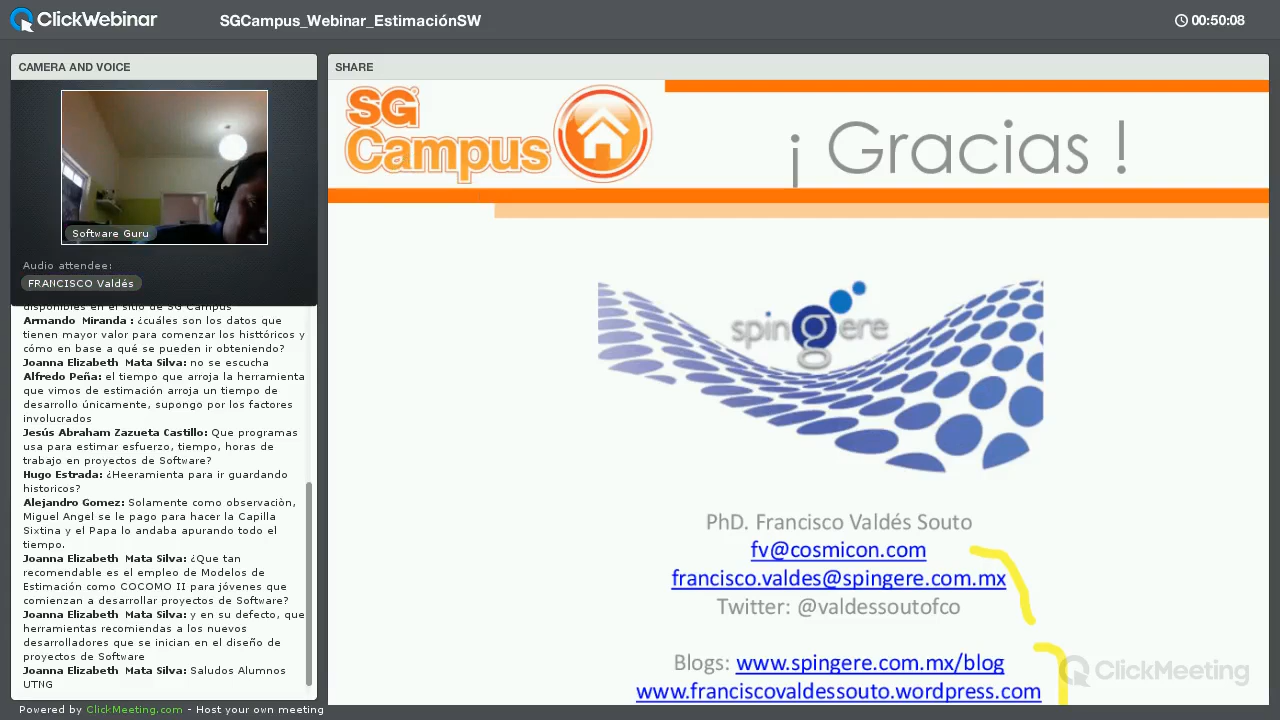 ClickWebinar
SGCampus_Webinar_EstimaciónSW
00:50:08
CAMERA AND VOICE
Software Guru
Audio attendee:
FRANCISCO Valdés
disponibles en el sitio de SG Campus
Armando Miranda : ¿cuáles son los datos que
tienen mayor valor para comenzar los histtóricos y
cómo en base a qué se pueden ir obteniendo?
Joanna Elizabeth Mata Silva: no se escucha
Alfredo Peña: el tiempo que arroja la herramienta
que vimos de estimación arroja un tiempo de
desarollo únicamente, supongo por los factores
involucrados
Jesús Abraham Zazueta Castillo: Que programas
usa para estimar esfuerzo, tiempo, horas de
trabajo en proyectos de Software?
Hugo Estrada: ¿Heeramienta para ir guardando
historicos?
Alejandro Gomez: Solamente como observaciòn,
Miguel Angel se le pago para hacer la Capilla
Sixtina y el Papa lo andaba apurando todo el
tiempo.
Joanna Elizabeth Mata Silva: ¿Que tan
recomendable es el empleo de Modelos de
Estimación como COCOMO II para jóvenes que
comienzan a desarrollar proyectos de Software?
Joanna Elizabeth Mata Silva: y en su defecto, que
herramientas recomiendas a los nuevos
desarrolladores que se inician en el diseño de
proyectos de Software
Joanna Elizabeth Mata Silva: Saludos Alumnos
UTNG
Powered by ClickMeeting.com - Host your own meeting
SHARE
SG
Campus
¡ Gracias !
spingere
PhD. Francisco Valdés Souto
fv@cosmicon.com
francisco.valdes@spingere.com.mx
Twitter: @valdessoutofco
Blogs: www.spingere.com.mx/blog
www.franciscovaldessouto.wordpress.com
ClickMeeting